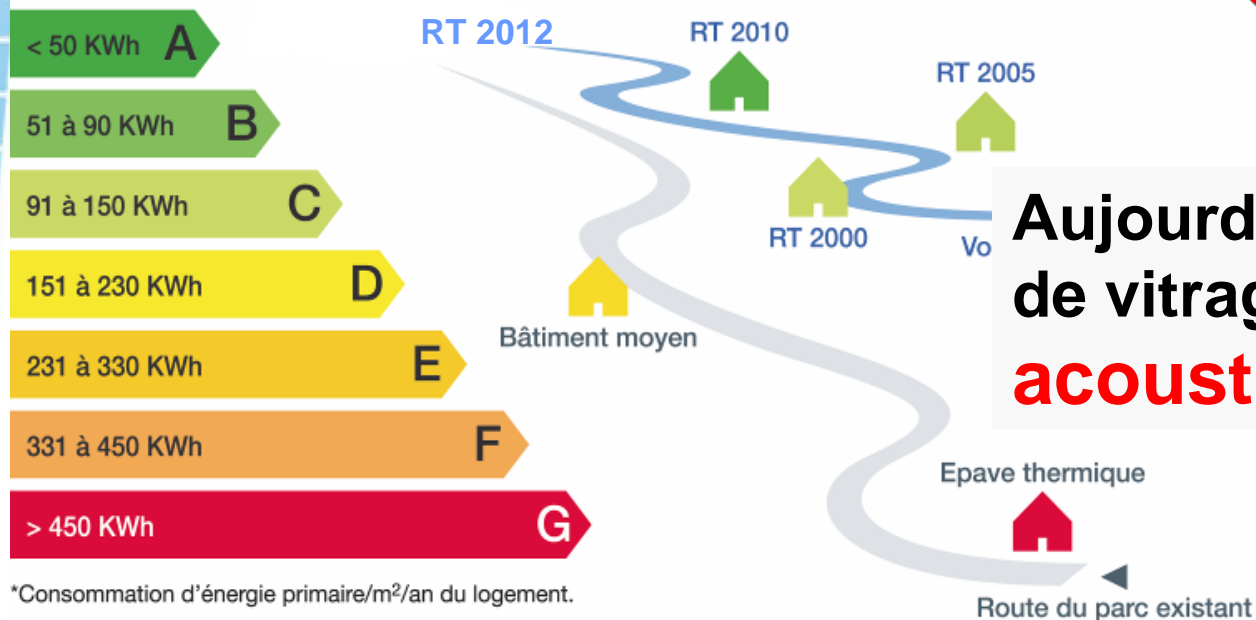 < 50 KWh A
51 à 90 KWh B
91 à 150 KWh C
151 à 230 KWh D
231 à 330 KWh E
331 à 450 KWh F
> 450 KWh G
*Consommation d'énergie primaire/m²/an du logement.
RT 2012
RT 2010
RT 2005
RT 2000
Vo
Bâtiment moyen
Aujourd
de vitrag
acoust
Epave thermique
Route du parc existant